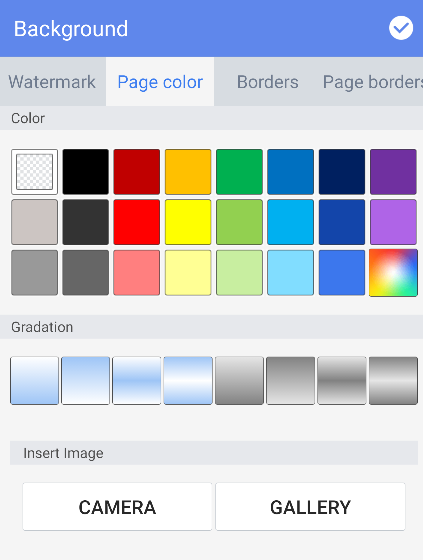 Background
Watermark Page color Borders Page borders
Color
Gradation
Insert Image
CAMERA GALLERY